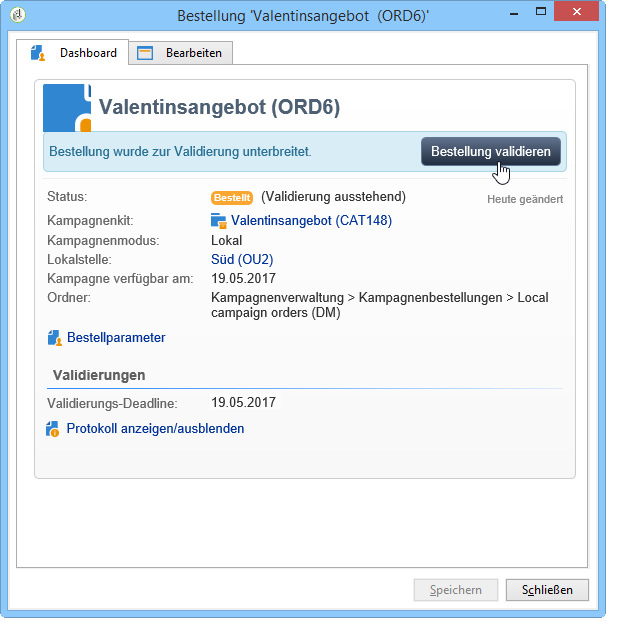 Bestellung 'Valentinsangebot (ORD6)'
Dashboard
Bearbeiten
Valentinsangebot (ORD6)
Bestellung wurde zur Validierung unterbreitet.
Bestellung validieren
Status: Bestellt (Validierung ausstehend)
Heute geändert
Kampagnenkit: Valentinsangebot (CAT148)
Kampagnenmodus: Lokal
Lokalstelle: Süd (OU2)
Kampagne verfügbar am: 19.05.2017
Ordner: Kampagnenverwaltung > Kampagnenbestellungen > Local
campaign orders (DM)
Bestellparameter
Validierungen
Validierungs-Deadline: 19.05.2017
Protokoll anzeigen/ausblenden
Speichern
Schließen